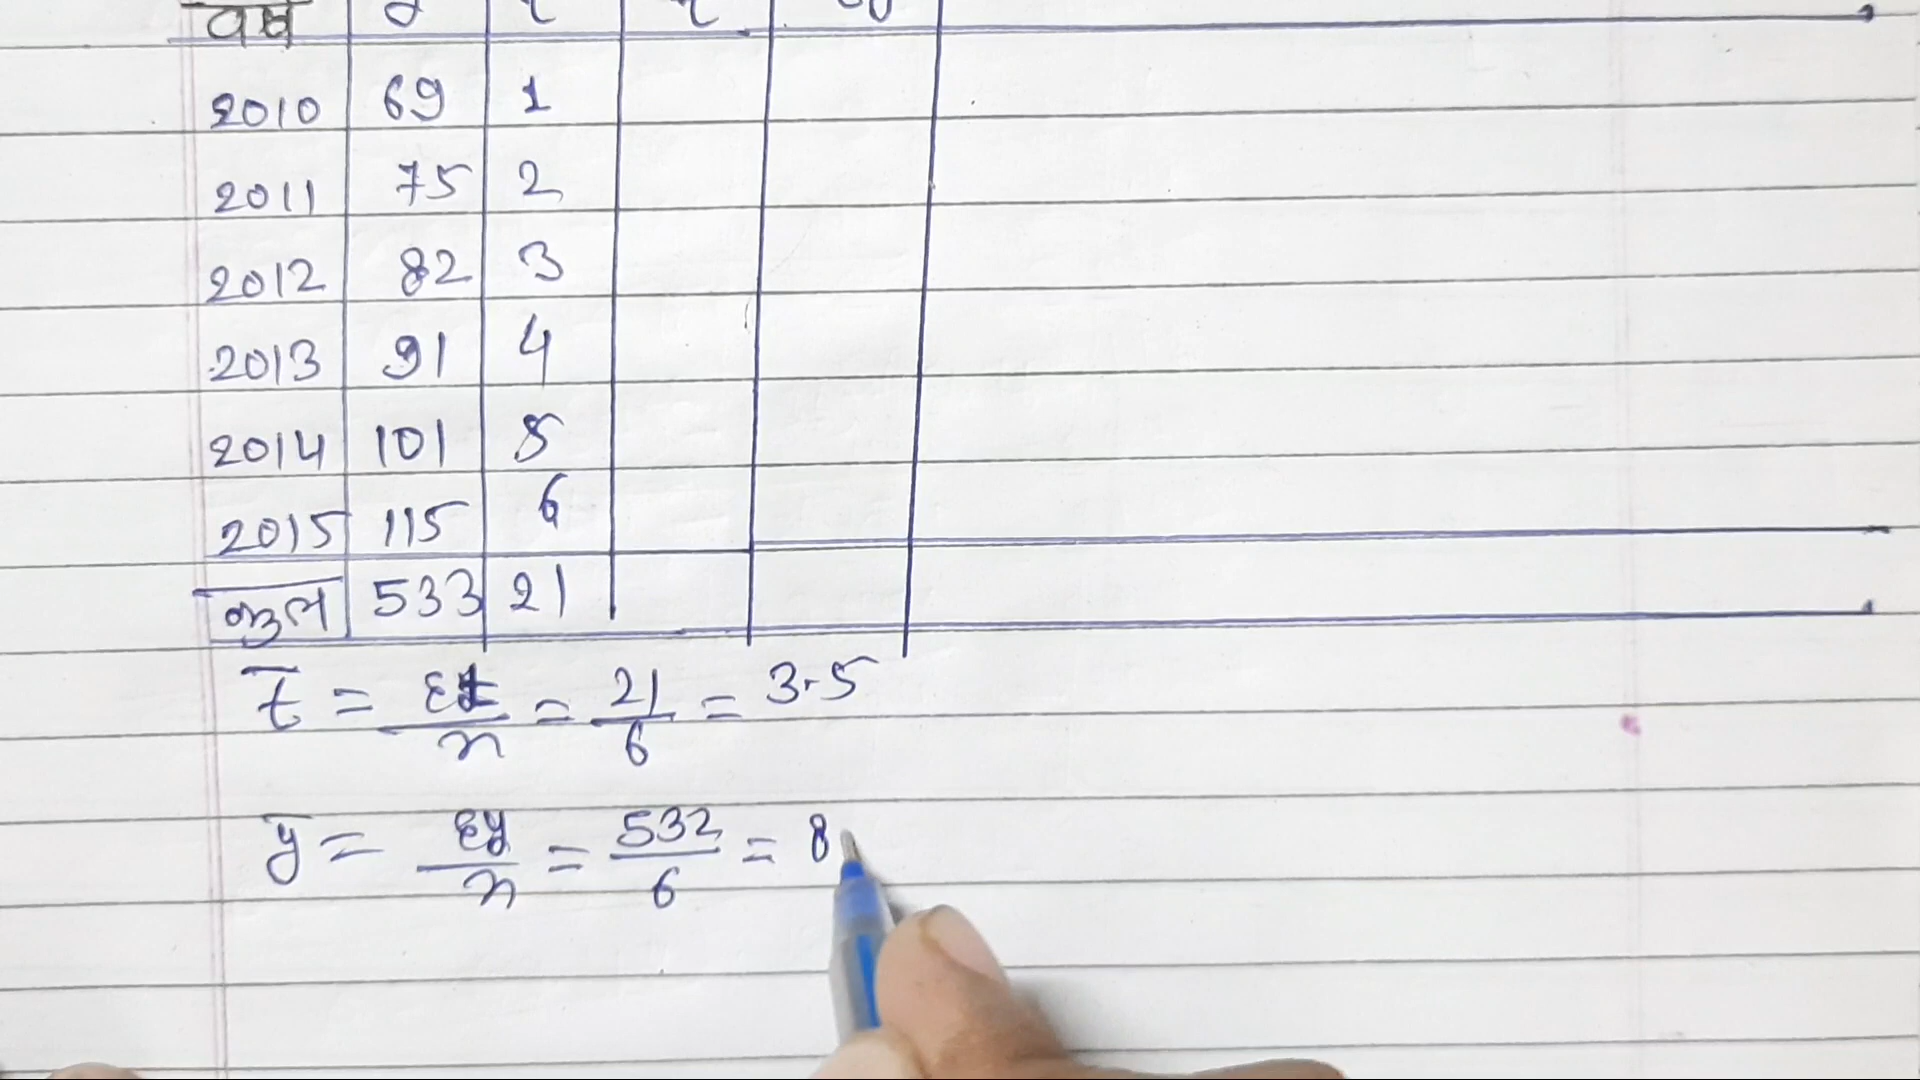 वर्ष y t t ty
2010 69 1
2011 75 2
2012 82 3
2013 91 4
2014 101 5
2015 115 6
कुल 533 21
t̄ = Σt/n = 21/6 = 3.5
ȳ = Σy/n = 532/6 = 8